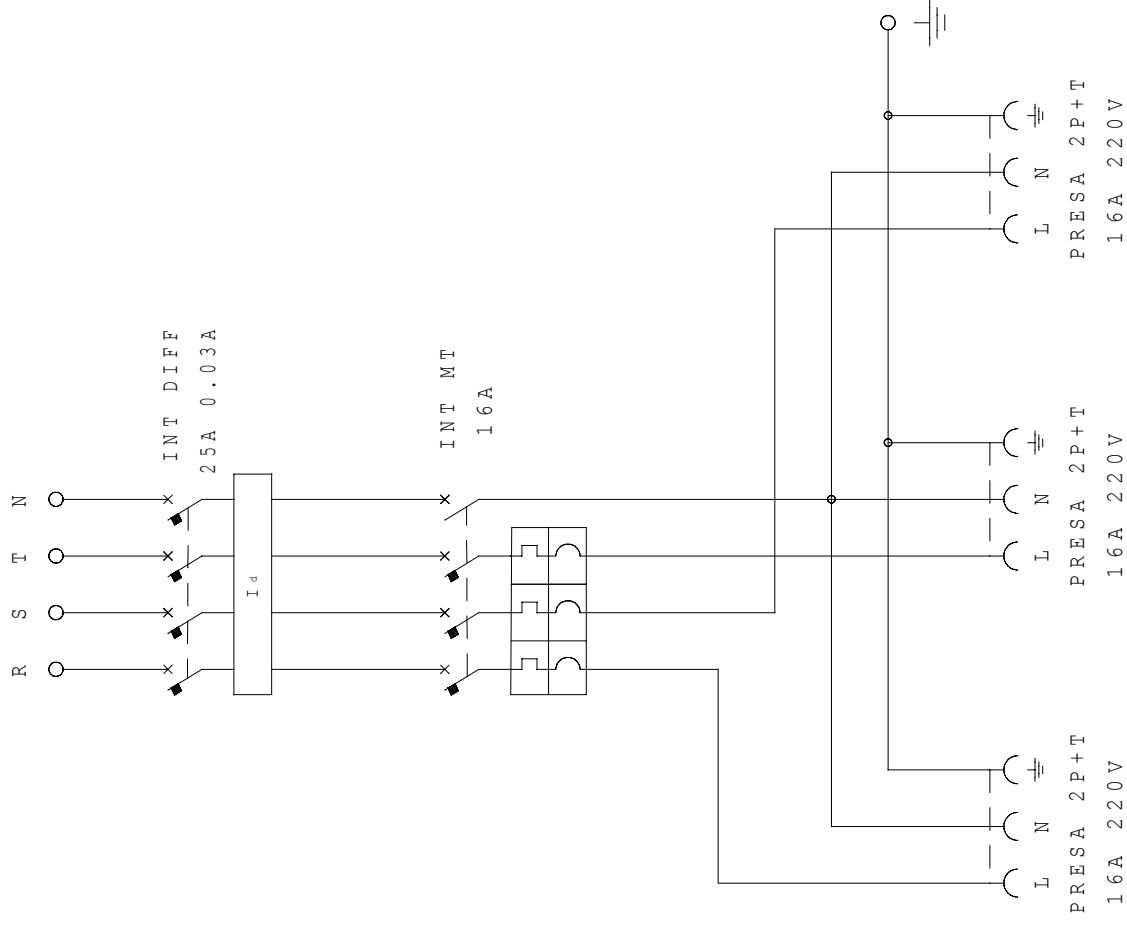 R
S
T
N
INT DIFF
25A 0.03A
Id
INT MT
16A
L
N
PRESA 2P+T
16A 220V
L
N
PRESA 2P+T
16A 220V
L
N
PRESA 2P+T
16A 220V